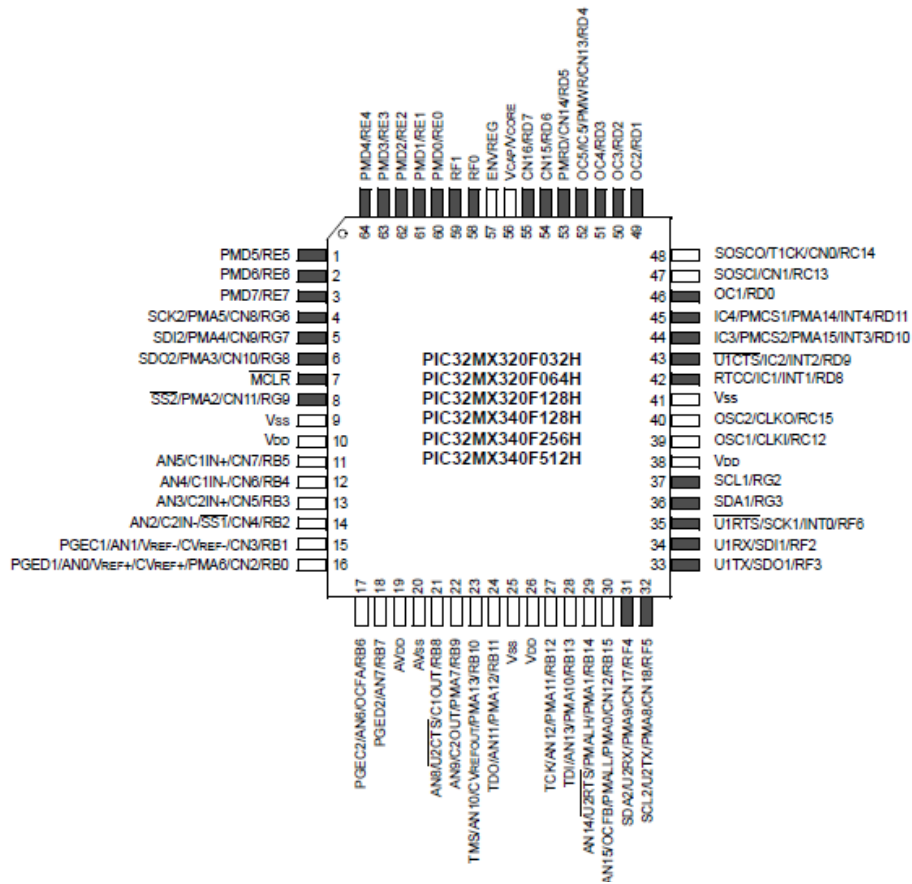 PMD4/RE4
PMD3/RE3
PMD2/RE2
PMD1/RE1
PMD0/RE0
RF1
RF0
ENVREG
VCAP/VCORE
CN16/RD7
CN15/RD6
PMRD/CN14/RD5
OC5/IC5/PMWR/CN13/RD4
OC4/RD3
OC3/RD2
OC2/RD1
64
63
62
61
60
59
58
57
56
55
54
53
52
51
50
49
PMD5/RE5 1
PMD6/RE6 2
PMD7/RE7 3
SCK2/PMA5/CN8/RG6 4
SDI2/PMA4/CN9/RG7 5
SDO2/PMA3/CN10/RG8 6
MCLR 7
SS2/PMA2/CN11/RG9 8
VSS 9
VDD 10
AN5/C1IN+/CN7/RB5 11
AN4/C1IN-/CN6/RB4 12
AN3/C2IN+/CN5/RB3 13
AN2/C2IN-/SS1/CN4/RB2 14
PGEC1/AN1/VREF-/CVREF-/CN3/RB1 15
PGED1/AN0/VREF+/CVREF+/PMA6/CN2/RB0 16
PIC32MX320F032H
PIC32MX320F064H
PIC32MX320F128H
PIC32MX340F128H
PIC32MX340F256H
PIC32MX340F512H
48 SOSCO/T1CK/CN0/RC14
47 SOSCI/CN1/RC13
46 OC1/RD0
45 IC4/PMCS1/PMA14/INT4/RD11
44 IC3/PMCS2/PMA15/INT3/RD10
43 U1CTS/IC2/INT2/RD9
42 RTCC/IC1/INT1/RD8
41 Vss
40 OSC2/CLKO/RC15
39 OSC1/CLKI/RC12
38 VDD
37 SCL1/RG2
36 SDA1/RG3
35 U1RTS/SCK1/INT0/RF6
34 U1RX/SDI1/RF2
33 U1TX/SDO1/RF3
17
18
19
20
21
22
23
24
25
26
27
28
29
30
31
32
PGEC2/AN6/OCFA/RB6
PGED2/AN7/RB7
AVDD
AVSS
AN8/U2CTS/C1OUT/RB8
AN9/C2OUT/PMA7/RB9
TMS/AN10/CVREFOUT/PMA13/RB10
TDO/AN11/PMA12/RB11
VSS
VDD
TCK/AN12/PMA11/RB12
TDI/AN13/PMA10/RB13
AN14/U2RTS/PMALH/PMA1/RB14
AN15/OCFB/PMALL/PMA0/CN12/RB15
SDA2/U2RX/PMA9/CN17/RF4
SCL2/U2TX/PMA8/CN18/RF5